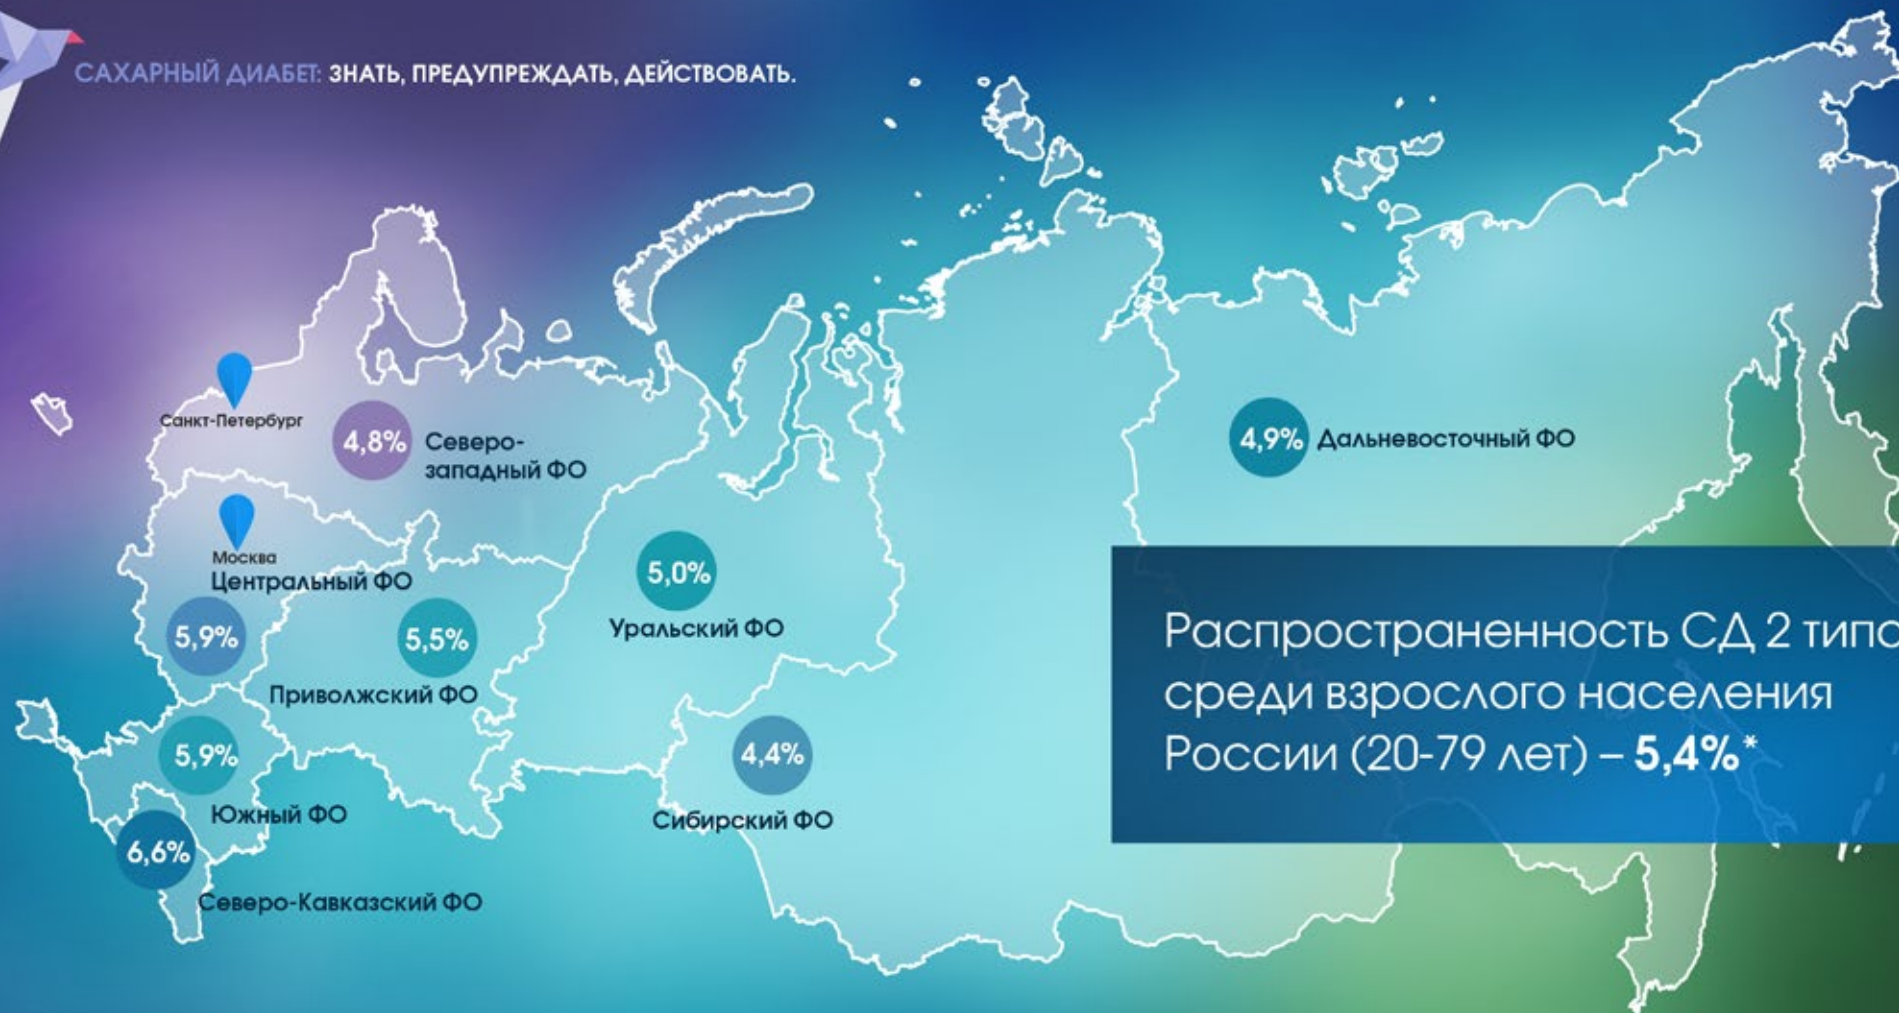 САХАРНЫЙ ДИАБЕТ: ЗНАТЬ, ПРЕДУПРЕЖДАТЬ, ДЕЙСТВОВАТЬ.
Санкт-Петербург
4,8%
Северо-
западный ФО
4,9%
Дальневосточный ФО
Москва
Центральный ФО
5,9%
5,5%
Приволжский ФО
5,0%
Уральский ФО
5,9%
Южный ФО
6,6%
Северо-Кавказский ФО
4,4%
Сибирский ФО
Распространенность СД 2 типа
среди взрослого населения
России (20-79 лет) – 5,4%*